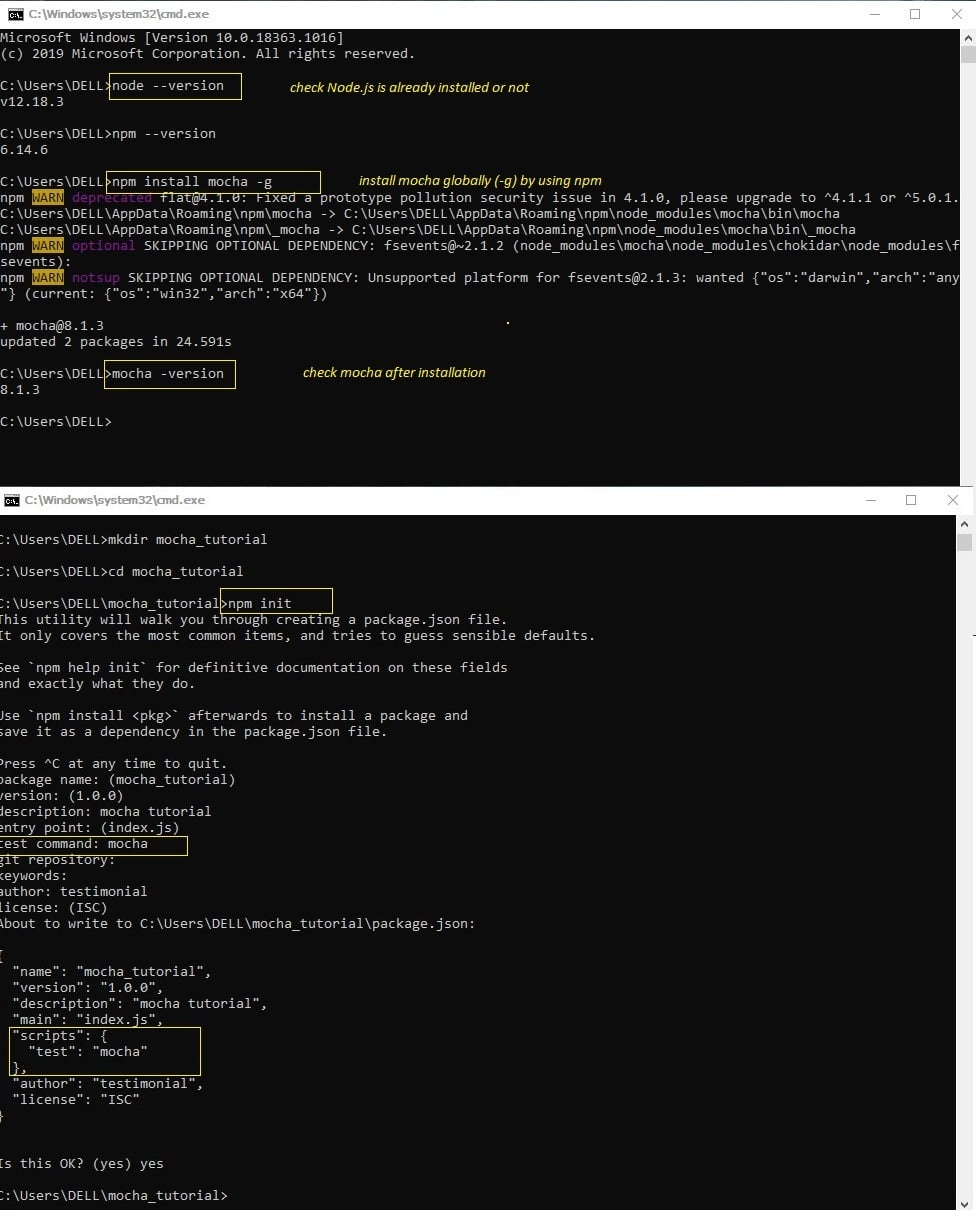 C:\Windows\system32\cmd.exe
Microsoft Windows [Version 10.0.18363.1016]
(c) 2019 Microsoft Corporation. All rights reserved.
C:\Users\DELL>node --version check Node.js is already installed or not
v12.18.3
C:\Users\DELL>npm --version
6.14.6
C:\Users\DELL>npm install mocha -g install mocha globally (-g) by using npm
npm WARN deprecated flat@4.1.0: Fixed a prototype pollution security issue in 4.1.0, please upgrade to ^4.1.1 or ^5.0.1.
C:\Users\DELL\AppData\Roaming\npm\mocha -> C:\Users\DELL\AppData\Roaming\npm\node_modules\mocha\bin\mocha
C:\Users\DELL\AppData\Roaming\npm\_mocha -> C:\Users\DELL\AppData\Roaming\npm\node_modules\mocha\bin\_mocha
npm WARN optional SKIPPING OPTIONAL DEPENDENCY: fsevents@~2.1.2 (node_modules\mocha\node_modules\chokidar\node_modules\f
sevents):
npm WARN notsup SKIPPING OPTIONAL DEPENDENCY: Unsupported platform for fsevents@2.1.3: wanted {"os":"darwin","arch":"any
"} (current: {"os":"win32","arch":"x64"})
+ mocha@8.1.3
updated 2 packages in 24.591s
C:\Users\DELL>mocha -version check mocha after installation
8.1.3
C:\Users\DELL>
C:\Windows\system32\cmd.exe
C:\Users\DELL>mkdir mocha_tutorial
C:\Users\DELL>cd mocha_tutorial
C:\Users\DELL\mocha_tutorial>npm init
This utility will walk you through creating a package.json file.
It only covers the most common items, and tries to guess sensible defaults.
See `npm help init` for definitive documentation on these fields
and exactly what they do.
Use `npm install <pkg>` afterwards to install a package and
save it as a dependency in the package.json file.
Press ^C at any time to quit.
package name: (mocha_tutorial)
version: (1.0.0)
description: mocha tutorial
entry point: (index.js)
test command: mocha
git repository:
keywords:
author: testimonial
license: (ISC)
About to write to C:\Users\DELL\mocha_tutorial\package.json:
{
"name": "mocha_tutorial",
"version": "1.0.0",
"description": "mocha tutorial",
"main": "index.js",
"scripts": {
"test": "mocha"
},
"author": "testimonial",
"license": "ISC"
}
Is this OK? (yes) yes
C:\Users\DELL\mocha_tutorial>